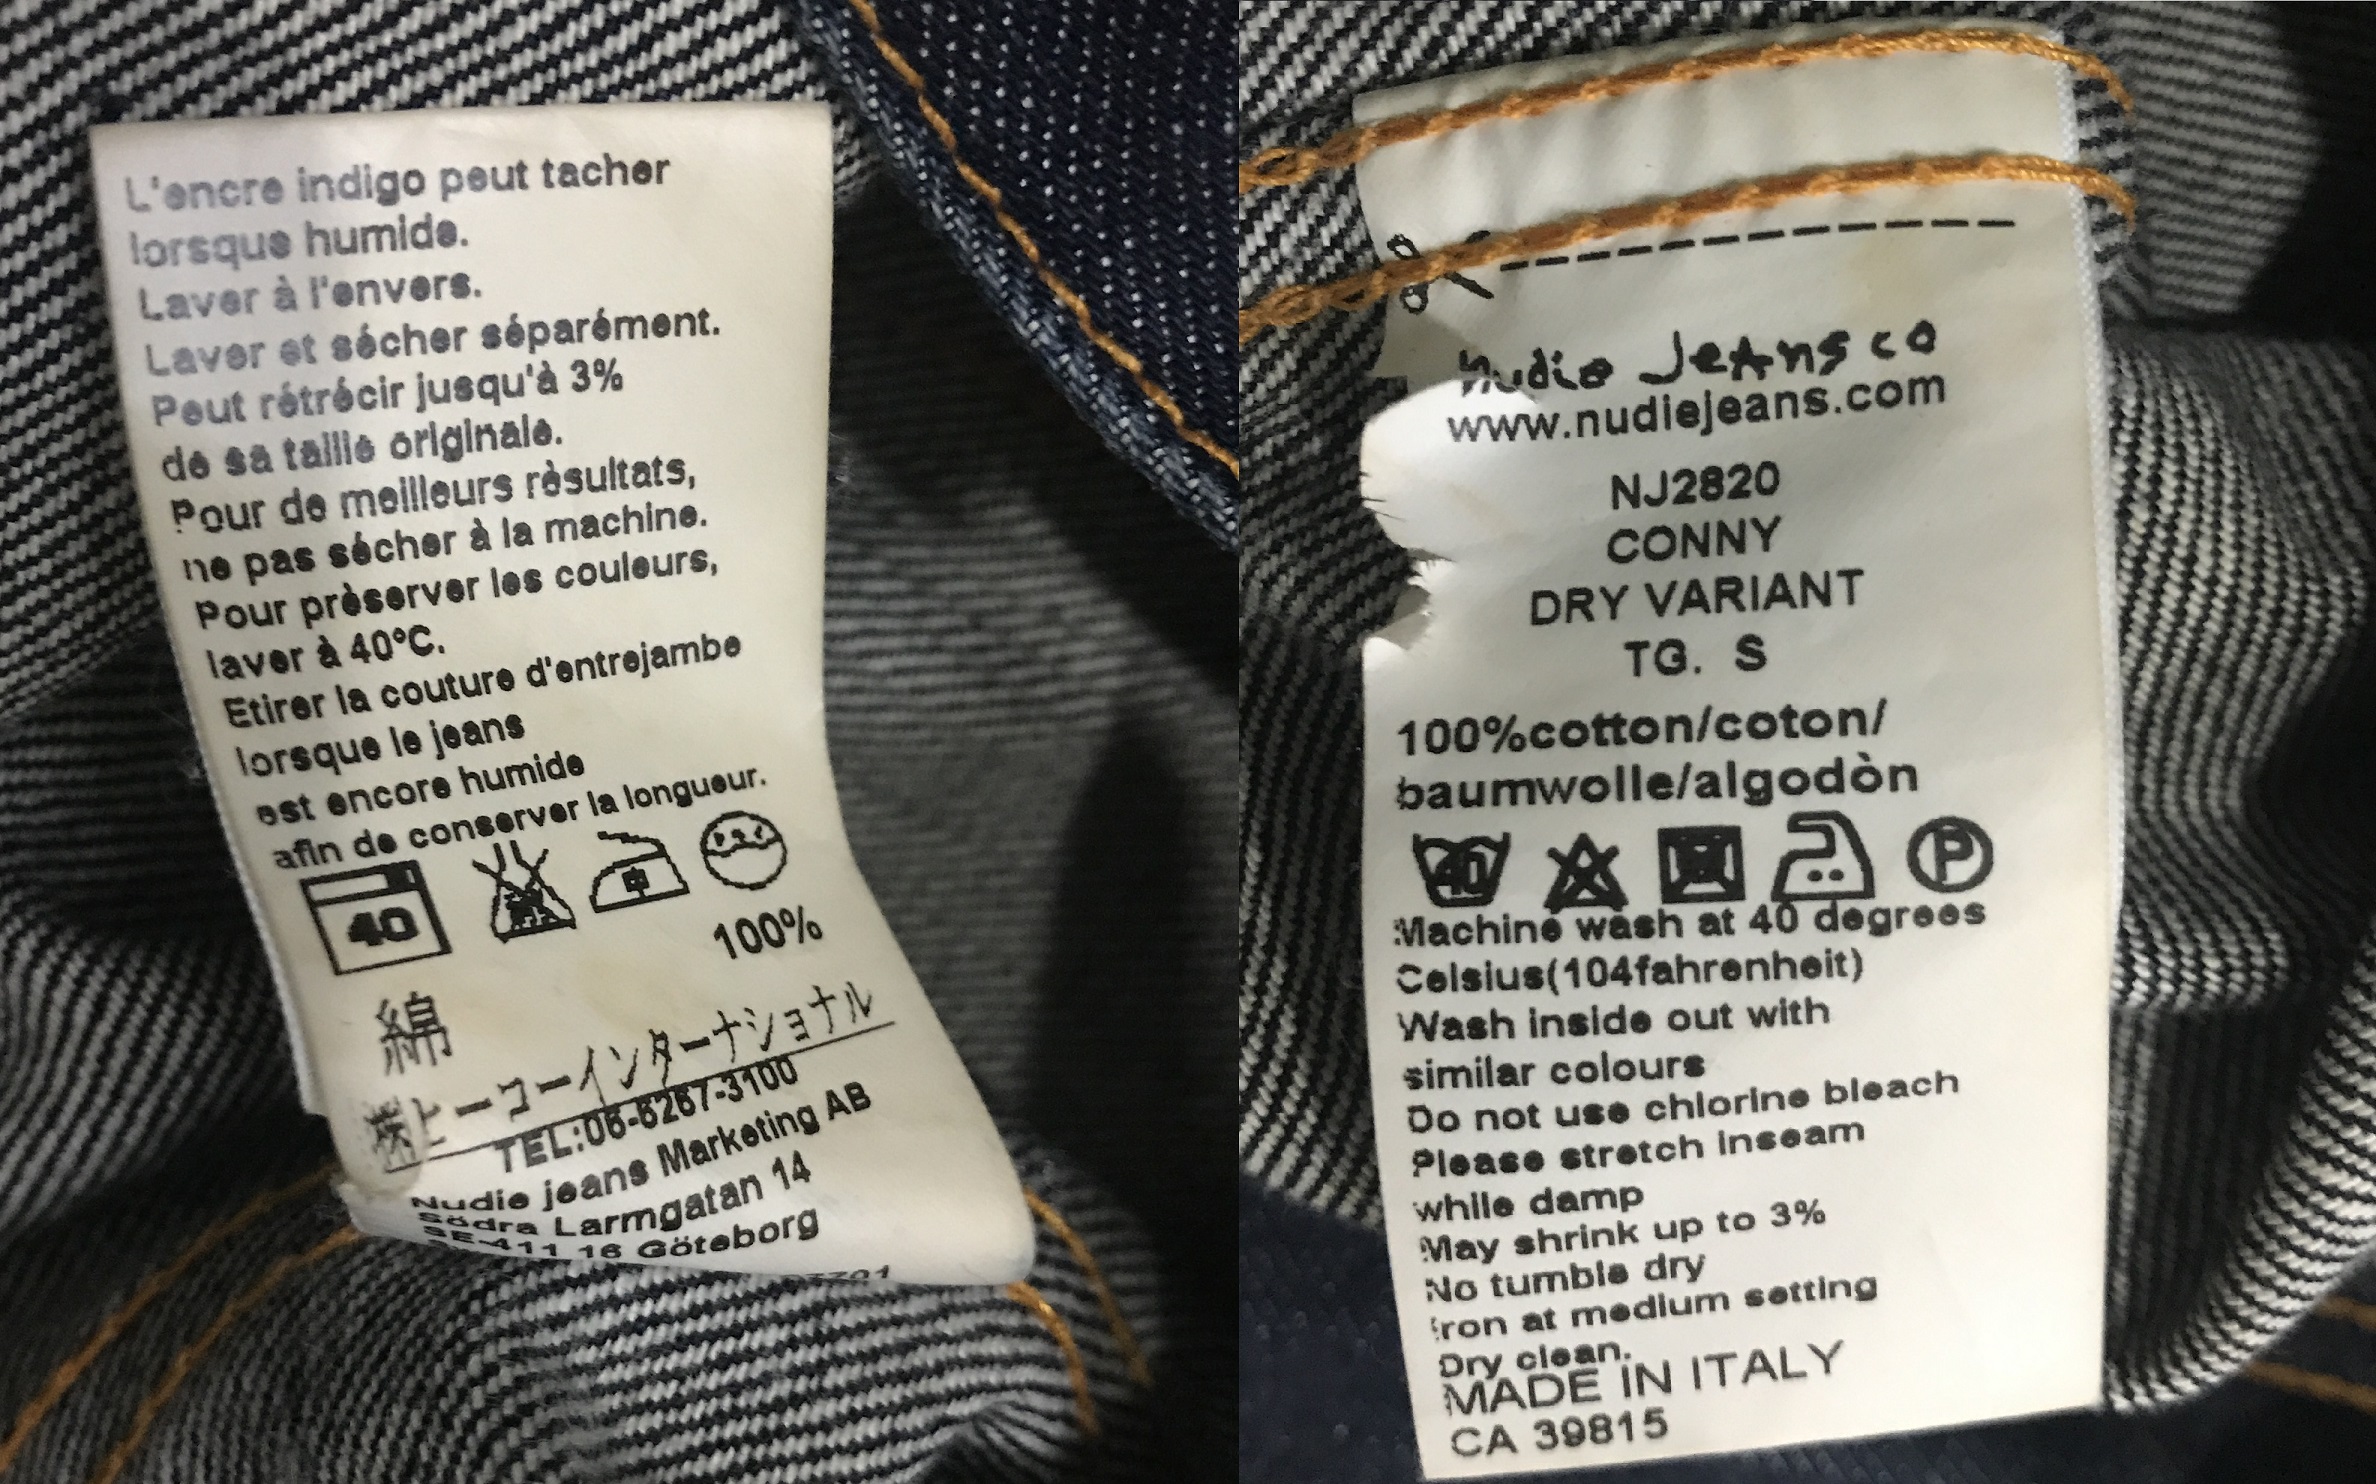 L'encre indigo peut tacher
lorsque humide.
Laver à l'envers.
Laver et sécher séparément.
Peut rétrécir jusqu'à 3%
de sa taille originale.
Pour de meilleurs rèsultats,
ne pas sécher à la machine.
Pour prèserver les couleurs,
laver à 40°C.
Etirer la couture d'entrejambe
lorsque le jeans
est encore humide
afin de conserver la longueur.
40 中
100%
綿
㈱ヒーコーインターナショナル
TEL:06-6267-3100
Nudie jeans Marketing AB
Södra Larmgatan 14
SE-411 16 Göteborg
nudie Jeans co
www.nudiejeans.com
NJ2820
CONNY
DRY VARIANT
TG. S
100%cotton/coton/
baumwolle/algodòn
40 P
Machine wash at 40 degrees
Celsius(104fahrenheit)
Wash inside out with
similar colours
Do not use chlorine bleach
Please stretch inseam
while damp
May shrink up to 3%
No tumble dry
Iron at medium setting
Dry clean.
MADE IN ITALY
CA 39815